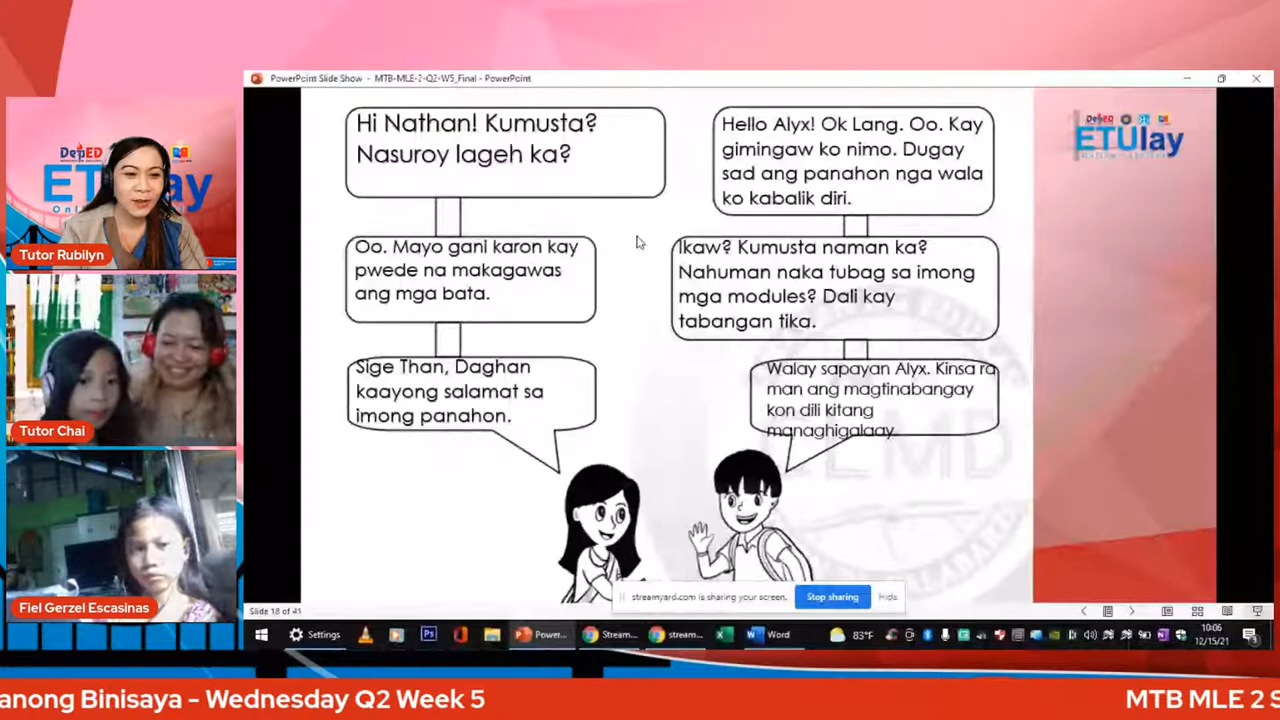 PowerPoint Slide Show - MTB-MLE-2-Q2-W5_Final - PowerPoint
Hi Nathan! Kumusta?
Nasuroy lageh ka?
Hello Alyx! Ok Lang. Oo. Kay
gimingaw ko nimo. Dugay
sad ang panahon nga wala
ko kabalik diri.
Oo. Mayo gani karon kay
pwede na makagawas
ang mga bata.
Ikaw? Kumusta naman ka?
Nahuman naka tubag sa imong
mga modules? Dali kay
tabangan tika.
Sige Than, Daghan
kaayong salamat sa
imong panahon.
Walay sapayan Alyx. Kinsa ra
man ang magtinabangay
kon dili kitang
managhigalaay.
DepED
ETUlay
DepED
Tutor Rubilyn
Tutor Chai
Fiel Gerzel Escasinas
streamyard.com is sharing your screen.
Stop sharing
Hide
Slide 18 of 41
Settings
Ps
Power...
Stream...
stream...
Word
83°F
10:06
12/15/21
anong Binisaya - Wednesday Q2 Week 5
MTB MLE 2 S